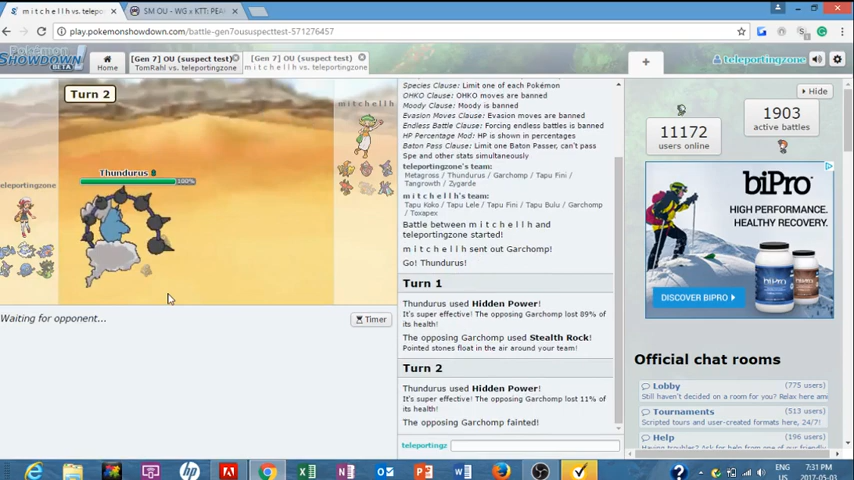 m i t c h e l l h vs. teleporting
SM OU - WG x KTT: PEA
play.pokemonshowdown.com/battle-gen7ououspecttest-571276457
SHOWDOWN
BETA
Home
[Gen 7] OU (suspect test)
TomRahl vs. teleportingzone
[Gen 7] OU (suspect test)
m i t c h e l l h vs. teleportingzone
teleportingzone
Turn 2
m i t c h e l l h
Thundurus
100%
teleportingzone
Waiting for opponent...
Timer
Species Clause: Limit one of each Pokémon
OHKO Clause: OHKO moves are banned
Moody Clause: Moody is banned
Evasion Moves Clause: Evasion moves are banned
Endless Battle Clause: Forcing endless battles is banned
HP Percentage Mod: HP is shown in percentages
Baton Pass Clause: Limit one Baton Passer, can't pass
Spe and other stats simultaneously
teleportingzone's team:
Metagross / Thundurus / Garchomp / Tapu Fini /
Tangrowth / Zygarde
m i t c h e l l h's team:
Tapu Koko / Tapu Lele / Tapu Fini / Tapu Bulu / Garchomp
/ Toxapex
Battle between m i t c h e l l h and
teleportingzone started!
m i t c h e l l h sent out Garchomp!
Go! Thundurus!
Turn 1
Thundurus used Hidden Power!
It's super effective! The opposing Garchomp lost 89% of
its health!
The opposing Garchomp used Stealth Rock!
Pointed stones float in the air around your team!
Turn 2
Thundurus used Hidden Power!
It's super effective! The opposing Garchomp lost 11% of
its health!
The opposing Garchomp fainted!
teleportingz
Hide
11172
users online
1903
active battles
biPro
HIGH PERFORMANCE.
HEALTHY RECOVERY.
DISCOVER BIPRO
Official chat rooms
Lobby
(775 users)
Still haven't decided on a room for you? Relax here am
Tournaments
(513 users)
Scripted tours and user-created formats here, 24/7!
Help
(196 users)
ENG
US
7:31 PM
2017-05-03